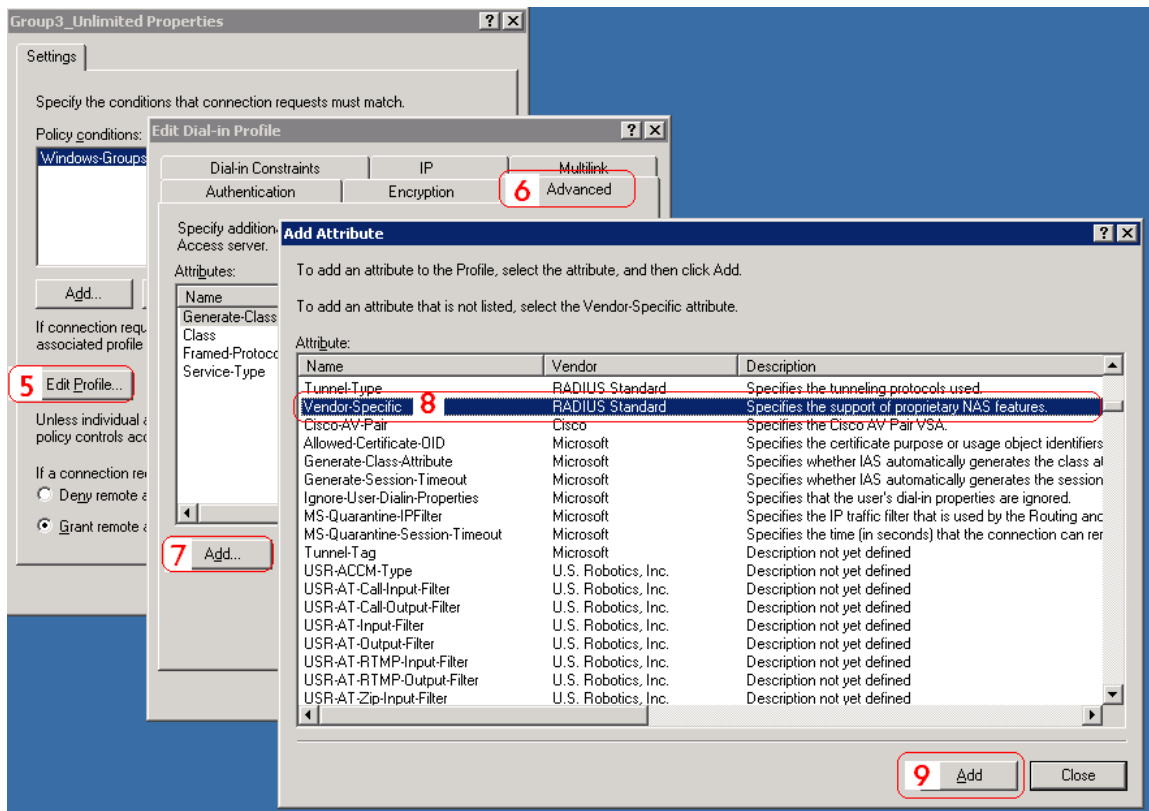 Group3_Unlimited Properties
Settings
Specify the conditions that connection requests must match.
Policy conditions:
Windows-Groups
Add...
If connection requ
associated profile
5 Edit Profile...
Unless individual a
policy controls acc
If a connection re
Deny remote a
Grant remote a
Edit Dial-in Profile
Dial-in Constraints IP Multilink
Authentication Encryption 6 Advanced
Specify addition
Access server.
Attributes:
Name
Generate-Class
Class
Framed-Protoco
Service-Type
7 Add...
Add Attribute
To add an attribute to the Profile, select the attribute, and then click Add.
To add an attribute that is not listed, select the Vendor-Specific attribute.
Attribute:
Name Vendor Description
Tunnel-Type RADIUS Standard Specifies the tunneling protocols used.
Vendor-Specific 8 RADIUS Standard Specifies the support of proprietary NAS features.
Cisco-AV-Pair Cisco Specifies the Cisco AV Pair VSA.
Allowed-Certificate-OID Microsoft Specifies the certificate purpose or usage object identifiers
Generate-Class-Attribute Microsoft Specifies whether IAS automatically generates the class at
Generate-Session-Timeout Microsoft Specifies whether IAS automatically generates the session
Ignore-User-Dialin-Properties Microsoft Specifies that the user's dial-in properties are ignored.
MS-Quarantine-IPFilter Microsoft Specifies the IP traffic filter that is used by the Routing and
MS-Quarantine-Session-Timeout Microsoft Specifies the time (in seconds) that the connection can rer
Tunnel-Tag Microsoft Description not yet defined
USR-ACCM-Type U.S. Robotics, Inc. Description not yet defined
USR-AT-Call-Input-Filter U.S. Robotics, Inc. Description not yet defined
USR-AT-Call-Output-Filter U.S. Robotics, Inc. Description not yet defined
USR-AT-Input-Filter U.S. Robotics, Inc. Description not yet defined
USR-AT-Output-Filter U.S. Robotics, Inc. Description not yet defined
USR-AT-RTMP-Input-Filter U.S. Robotics, Inc. Description not yet defined
USR-AT-RTMP-Output-Filter U.S. Robotics, Inc. Description not yet defined
USR-AT-Zip-Input-Filter U.S. Robotics, Inc. Description not yet defined
9 Add Close